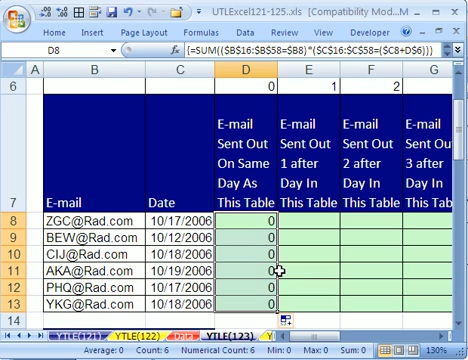 UTLExcel121-125..xls [Compatibility Mod...
Home Insert Page Layout Formulas Data Review View Developer
D8 fx {=SUM(($B$16:$B$58=$B8)*($C$16:$C$58=($C8+D$6)))}
A B C D E F G
6 0 1 2
7 E-mail Date E-mail Sent Out On Same Day As This Table E-mail Sent Out 1 after Day In This Table E-mail Sent Out 2 after Day In This Table E-mail Sent Out 3 after Day In This Table
8 ZGC@Rad.com 10/17/2006 0
9 BEW@Rad.com 10/12/2006 0
10 CIJ@Rad.com 10/18/2006 0
11 AKA@Rad.com 10/19/2006 0
12 PHQ@Rad.com 10/17/2006 0
13 YKG@Rad.com 10/18/2006 0
14
YTLE(121) YTLE (122) Data YTLE (123) Y
Average: 0 Count: 6 Numerical Count: 6 Min: 0 Max: 0 Sum: 0 130%